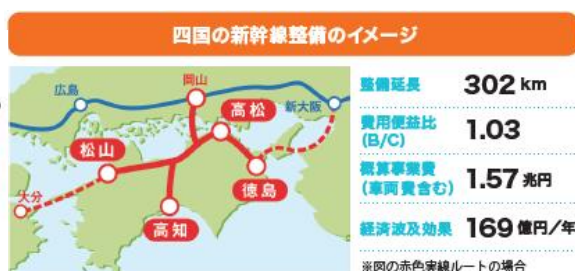 四国の新幹線整備のイメージ
広島
岡山
新大阪
高松
松山
徳島
大分
高知
整備延長 302 km
費用便益比
(B/C) 1.03
概算事業費
(車両費含む) 1.57 兆円
経済波及効果 169 億円/年
※図の赤色実線ルートの場合